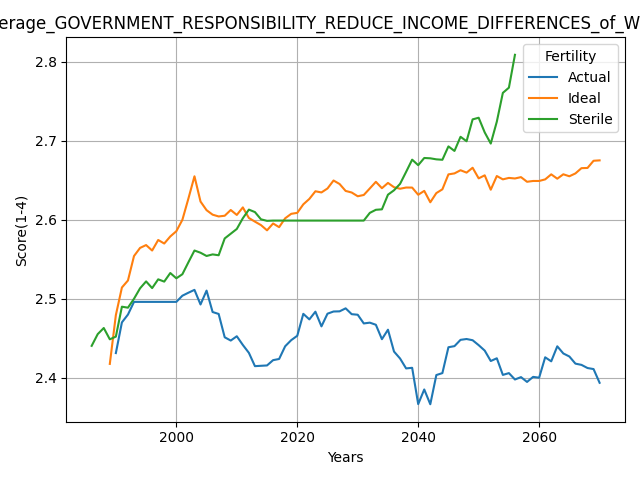 erage_GOVERNMENT_RESPONSIBILITY_REDUCE_INCOME_DIFFERENCES_of_W
Fertility
Actual
Ideal
Sterile
Score(1-4)
2.8
2.7
2.6
2.5
2.4
2000 2020 2040 2060
Years